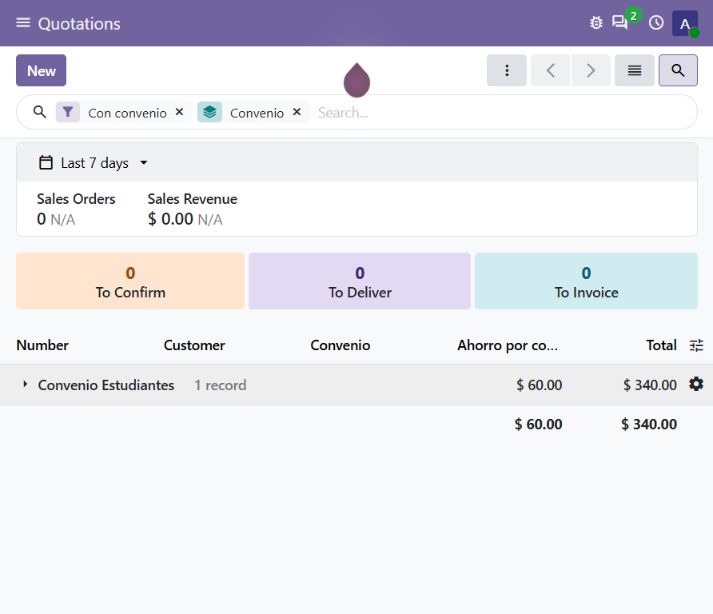 Quotations
2
A
New
Con convenio × Convenio × Search...
Last 7 days
Sales Orders Sales Revenue
0 N/A $ 0.00 N/A
0 0 0
To Confirm To Deliver To Invoice
Number Customer Convenio Ahorro por co... Total
Convenio Estudiantes 1 record $ 60.00 $ 340.00
$ 60.00 $ 340.00